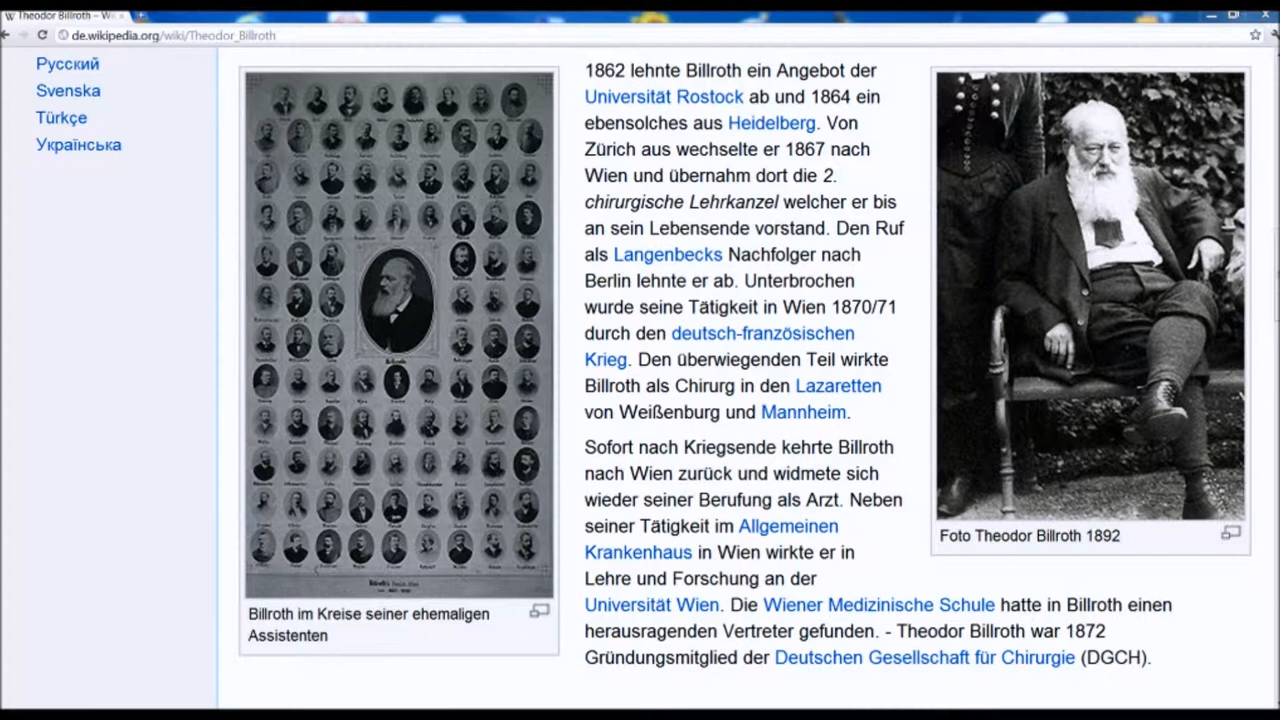 Theodor Billroth – Wi
de.wikipedia.org/wiki/Theodor_Billroth
Русский
Svenska
Türkçe
Українська
Billroth im Kreise seiner ehemaligen
Assistenten
1862 lehnte Billroth ein Angebot der
Universität Rostock ab und 1864 ein
ebensolches aus Heidelberg. Von
Zürich aus wechselte er 1867 nach
Wien und übernahm dort die 2.
chirurgische Lehrkanzel welcher er bis
an sein Lebensende vorstand. Den Ruf
als Langenbecks Nachfolger nach
Berlin lehnte er ab. Unterbrochen
wurde seine Tätigkeit in Wien 1870/71
durch den deutsch-französischen
Krieg. Den überwiegenden Teil wirkte
Billroth als Chirurg in den Lazaretten
von Weißenburg und Mannheim.
Sofort nach Kriegsende kehrte Billroth
nach Wien zurück und widmete sich
wieder seiner Berufung als Arzt. Neben
seiner Tätigkeit im Allgemeinen
Krankenhaus in Wien wirkte er in
Lehre und Forschung an der
Universität Wien. Die Wiener Medizinische Schule hatte in Billroth einen
herausragenden Vertreter gefunden. - Theodor Billroth war 1872
Gründungsmitglied der Deutschen Gesellschaft für Chirurgie (DGCH).
Foto Theodor Billroth 1892